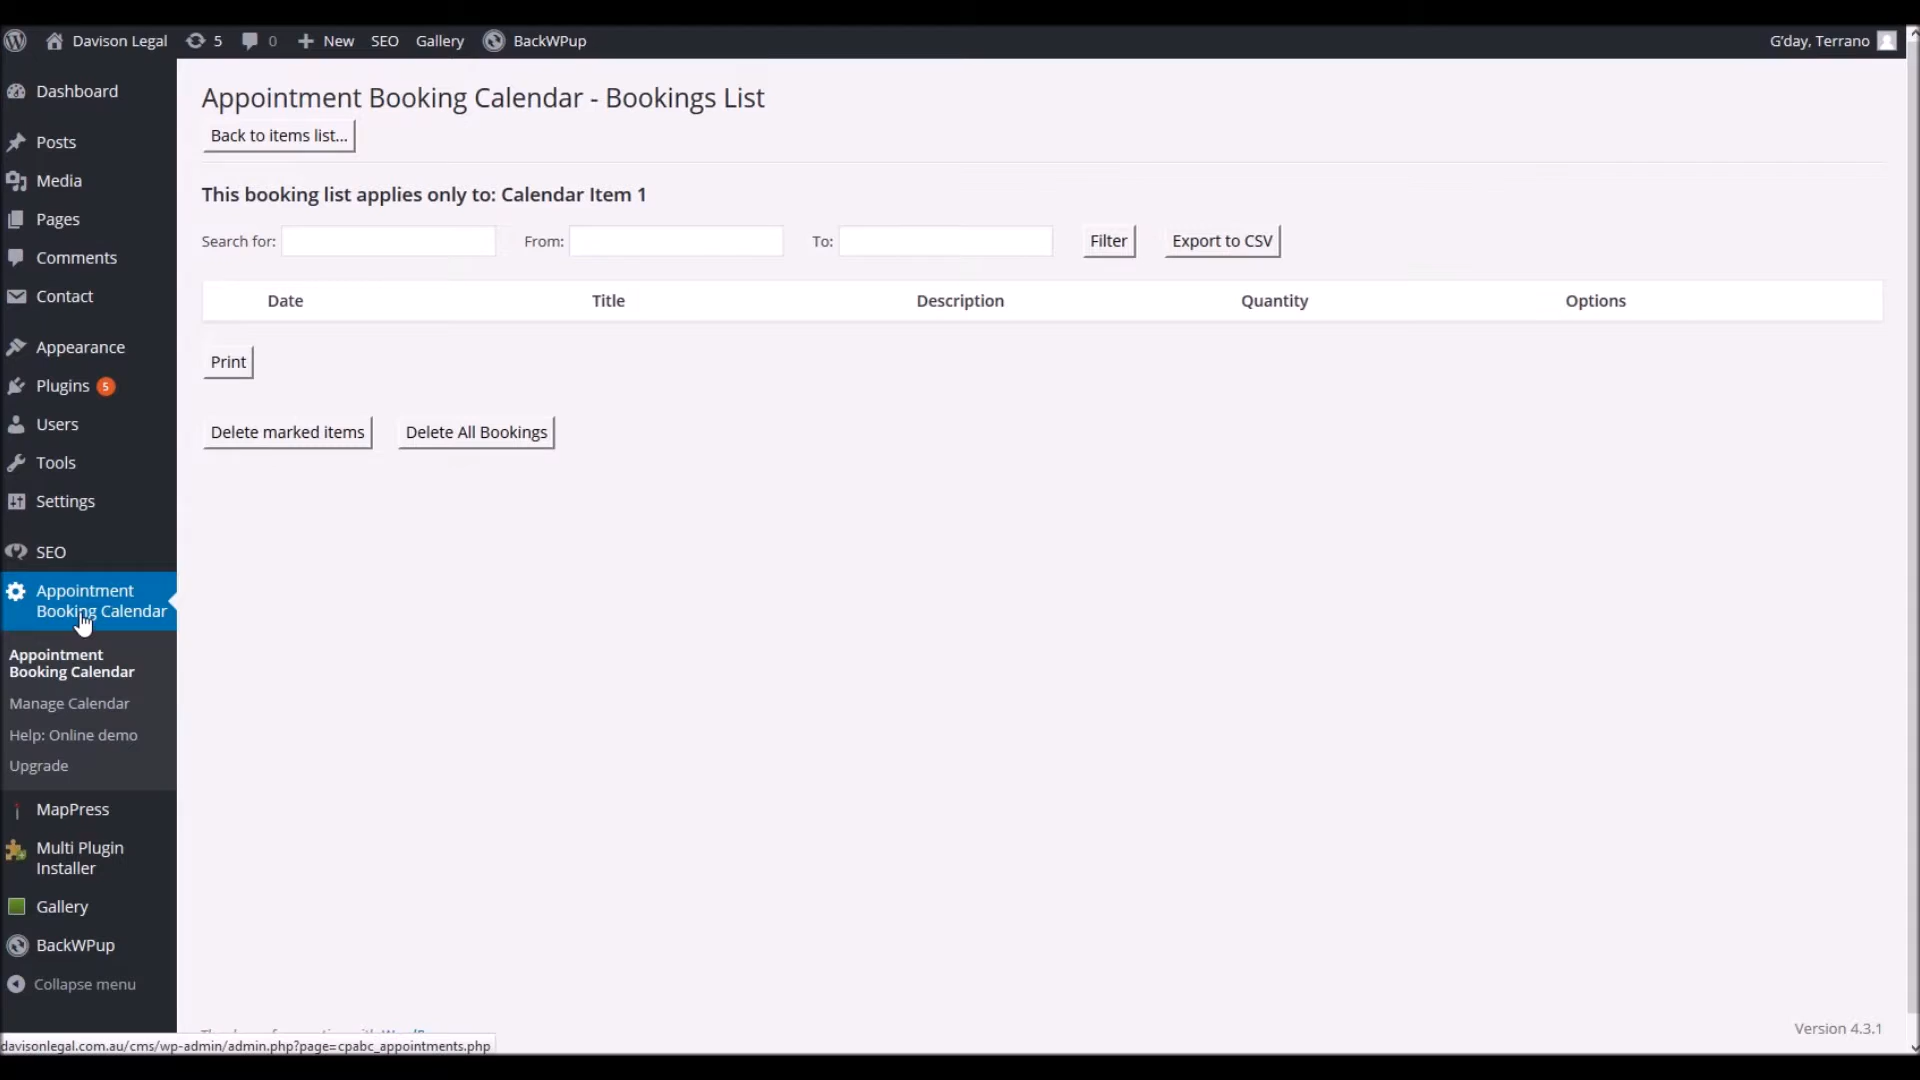 Davison Legal 5 0 New SEO Gallery BackWPup G'day, Terrano
Dashboard
Posts
Media
Pages
Comments
Contact
Appearance
Plugins 5
Users
Tools
Settings
SEO
Appointment
Booking Calendar
Appointment
Booking Calendar
Manage Calendar
Help: Online demo
Upgrade
MapPress
Multi Plugin
Installer
Gallery
BackWPup
Collapse menu
Appointment Booking Calendar - Bookings List
Back to items list...
This booking list applies only to: Calendar Item 1
Search for: From: To: Filter Export to CSV
Date Title Description Quantity Options
Print
Delete marked items Delete All Bookings
Version 4.3.1
davisonlegal.com.au/cms/wp-admin/admin.php?page=cpabc_appointments.php